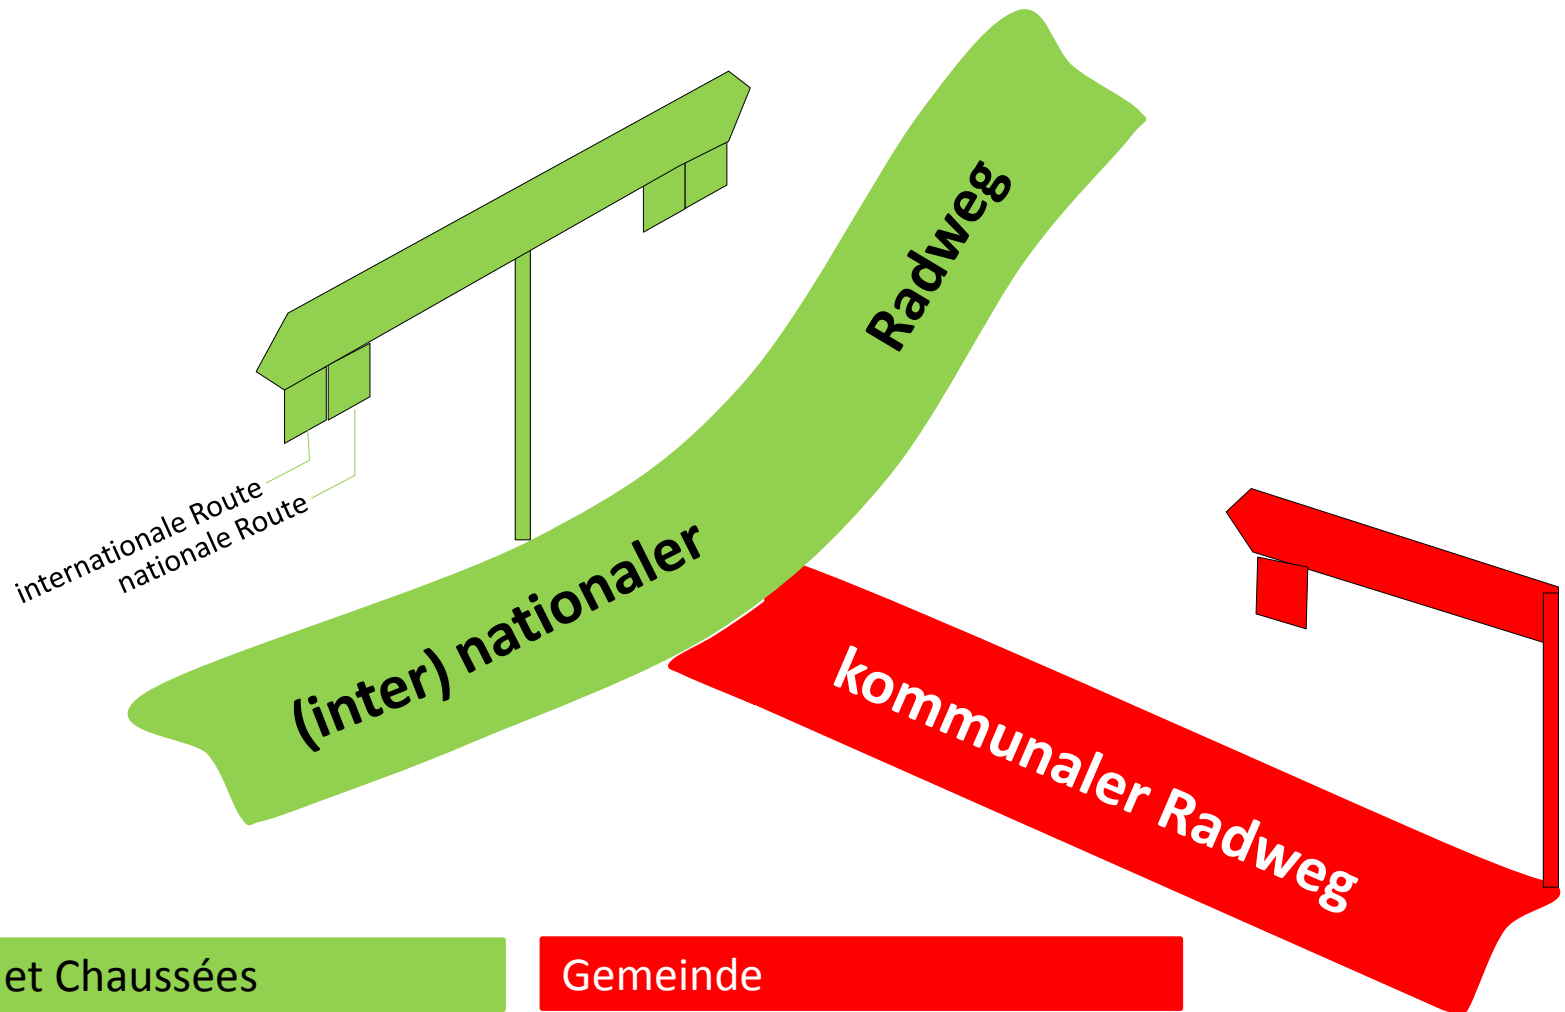 Radweg
(inter) nationaler
internationale Route
nationale Route
kommunaler Radweg
et Chaussées
Gemeinde